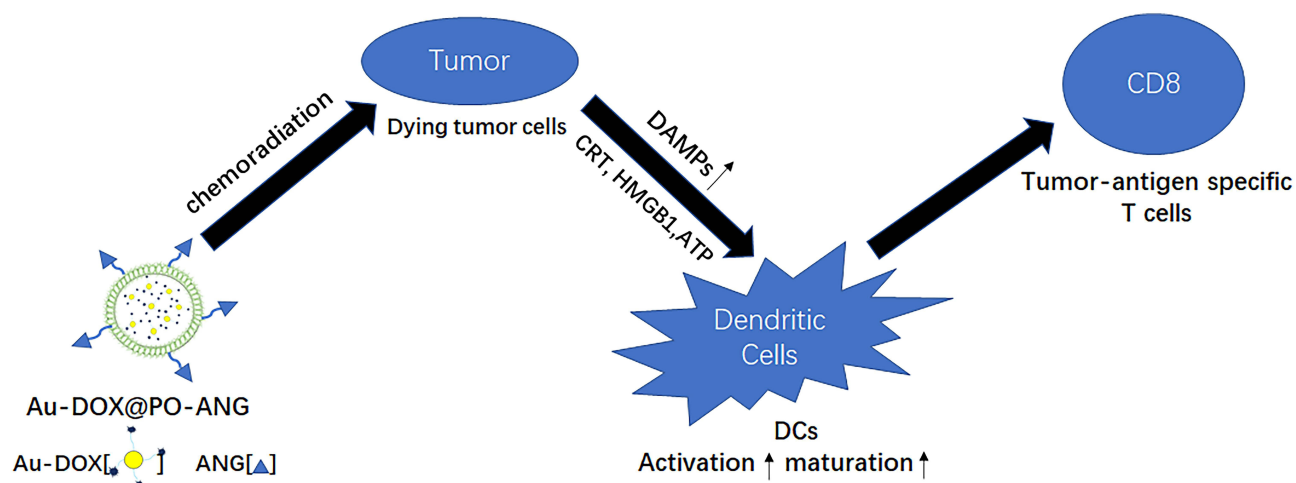 chemoradiation
Tumor
Dying tumor cells
DAMPs
CRT, HMGB1,ATP
CD8
Tumor-antigen specific
T cells
Dendritic
Cells
DCs
Activation maturation
Au-DOX@PO-ANG
Au-DOX[ ] ANG[ ]